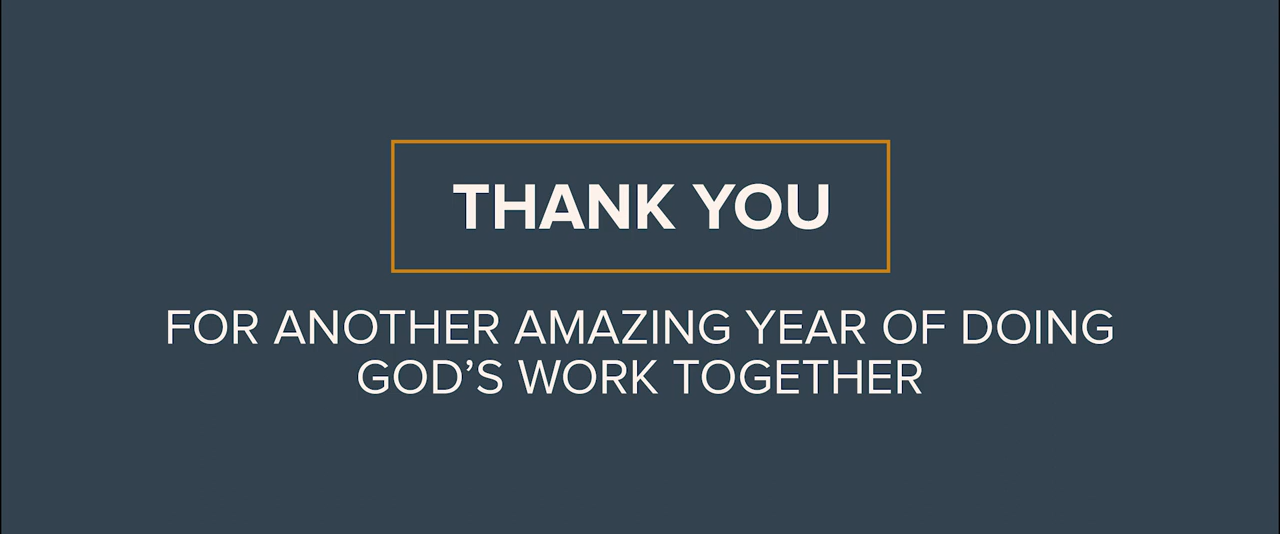 THANK YOU
FOR ANOTHER AMAZING YEAR OF DOING
GOD’S WORK TOGETHER